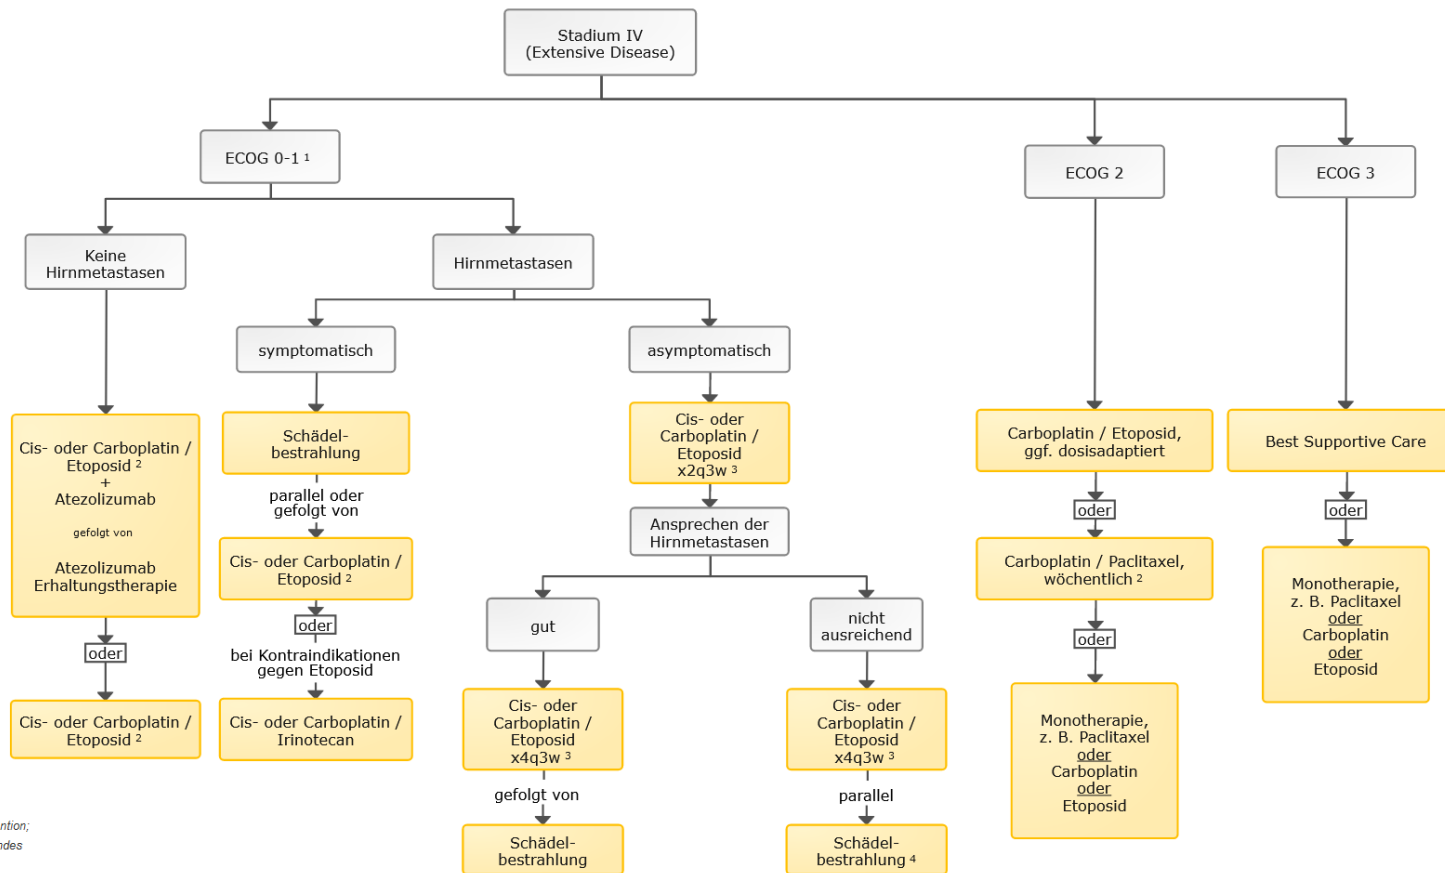 Stadium IV
(Extensive Disease)
ECOG 0-1 1
ECOG 2
ECOG 3
Keine
Hirnmetastasen
Hirnmetastasen
symptomatisch
asymptomatisch
Cis- oder Carboplatin /
Etoposid 2
+
Atezolizumab
gefolgt von
Atezolizumab
Erhaltungstherapie
oder
Cis- oder Carboplatin /
Etoposid 2
Schädel-
bestrahlung
parallel oder
gefolgt von
Cis- oder Carboplatin /
Etoposid 2
oder
bei Kontraindikationen
gegen Etoposid
Cis- oder Carboplatin /
Irinotecan
Cis- oder
Carboplatin /
Etoposid
x2q3w 3
Ansprechen der
Hirnmetastasen
gut
Cis- oder
Carboplatin /
Etoposid
x4q3w 3
gefolgt von
Schädel-
bestrahlung
nicht
ausreichend
Cis- oder
Carboplatin /
Etoposid
x4q3w 3
parallel
Schädel-
bestrahlung 4
Carboplatin / Etoposid,
ggf. dosisadaptiert
oder
Carboplatin / Paclitaxel,
wöchentlich 2
oder
Monotherapie,
z. B. Paclitaxel
oder
Carboplatin
oder
Etoposid
Best Supportive Care
oder
Monotherapie,
z. B. Paclitaxel
oder
Carboplatin
oder
Etoposid
ntion;
ndes